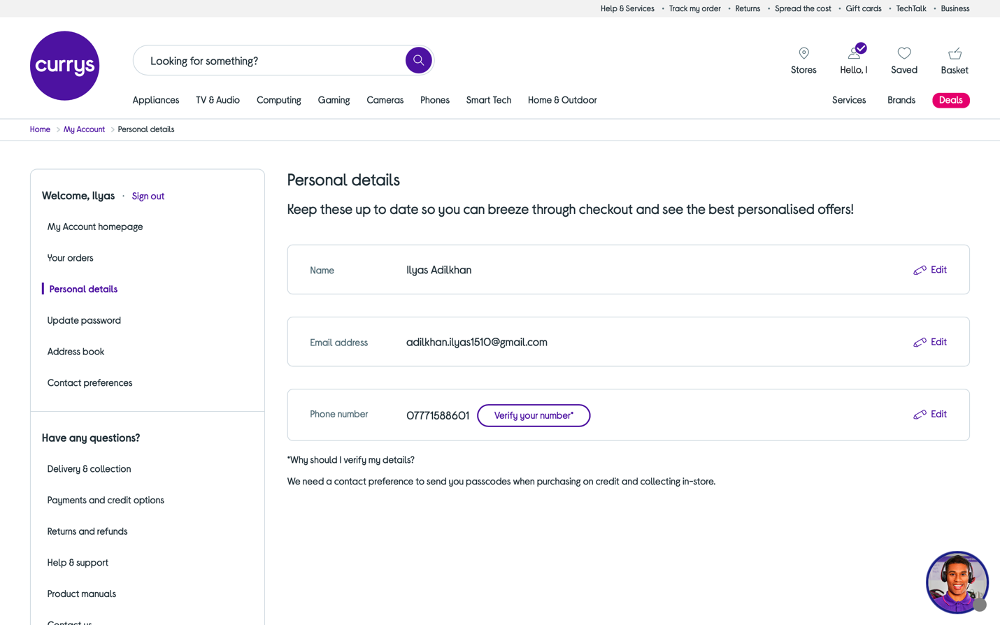 Help & Services • Track my order • Returns • Spread the cost • Gift cards • TechTalk • Business
currys
Looking for something?
Stores
Hello, I
Saved
Basket
Appliances TV & Audio Computing Gaming Cameras Phones Smart Tech Home & Outdoor Services Brands Deals
Home > My Account > Personal details
Welcome, Ilyas · Sign out
My Account homepage
Your orders
Personal details
Update password
Address book
Contact preferences
Have any questions?
Delivery & collection
Payments and credit options
Returns and refunds
Help & support
Product manuals
Contact us
Personal details
Keep these up to date so you can breeze through checkout and see the best personalised offers!
Name Ilyas Adilkhan Edit
Email address adilkhan.ilyas1510@gmail.com Edit
Phone number 07771588601 Verify your number* Edit
*Why should I verify my details?
We need a contact preference to send you passcodes when purchasing on credit and collecting in-store.